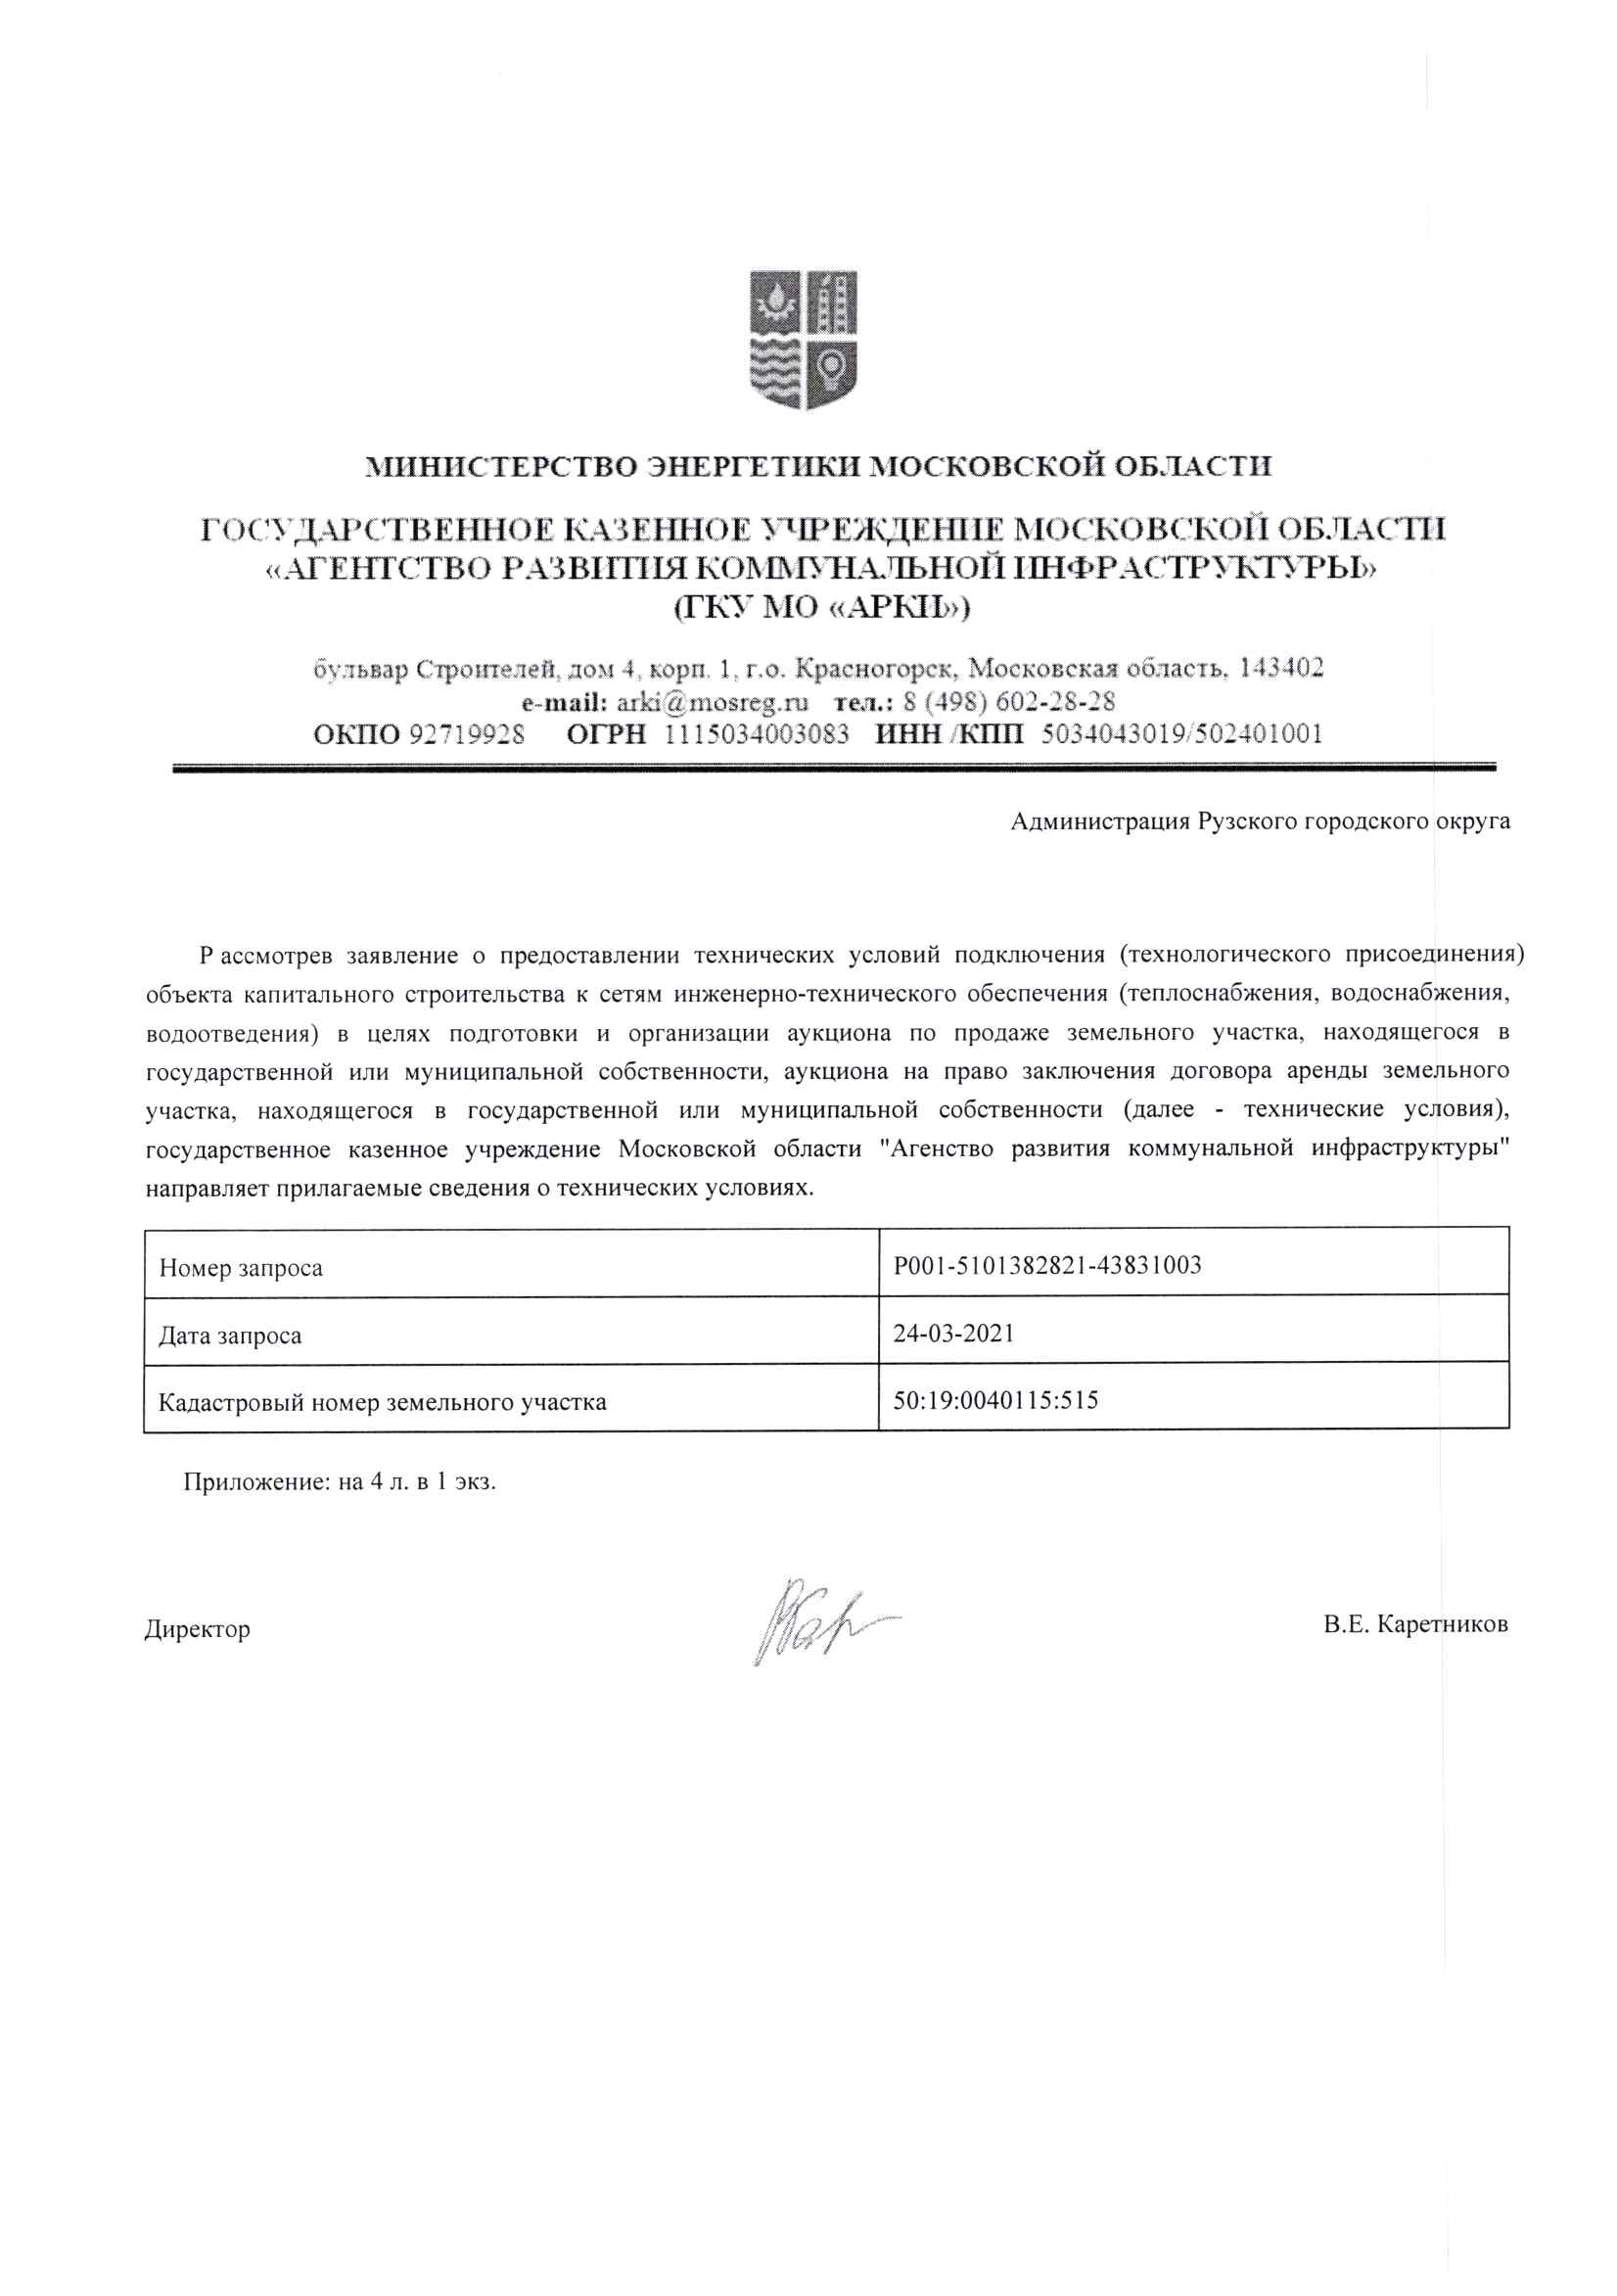 МИНИСТЕРСТВО ЭНЕРГЕТИКИ МОСКОВСКОЙ ОБЛАСТИ
ГОСУДАРСТВЕННОЕ КАЗЕННОЕ УЧРЕЖДЕНИЕ МОСКОВСКОЙ ОБЛАСТИ
«АГЕНТСТВО РАЗВИТИЯ КОММУНАЛЬНОЙ ИНФРАСТРУКТУРЫ»
(ГКУ МО «АРКИ»)
бульвар Строителей, дом 4, корп. 1, г.о. Красногорск, Московская область, 143402
e-mail: arki@mosreg.ru тел.: 8 (498) 602-28-28
ОКПО 92719928 ОГРН 1115034003083 ИНН /КПП 5034043019/502401001
Администрация Рузского городского округа
Р ассмотрев заявление о предоставлении технических условий подключения (технологического присоединения)
объекта капитального строительства к сетям инженерно-технического обеспечения (теплоснабжения, водоснабжения,
водоотведения) в целях подготовки и организации аукциона по продаже земельного участка, находящегося в
государственной или муниципальной собственности, аукциона на право заключения договора аренды земельного
участка, находящегося в государственной или муниципальной собственности (далее - технические условия),
государственное казенное учреждение Московской области "Агенство развития коммунальной инфраструктуры"
направляет прилагаемые сведения о технических условиях.
Номер запроса P001-5101382821-43831003
Дата запроса 24-03-2021
Кадастровый номер земельного участка 50:19:0040115:515
Приложение: на 4 л. в 1 экз.
Директор В.Е. Каретников